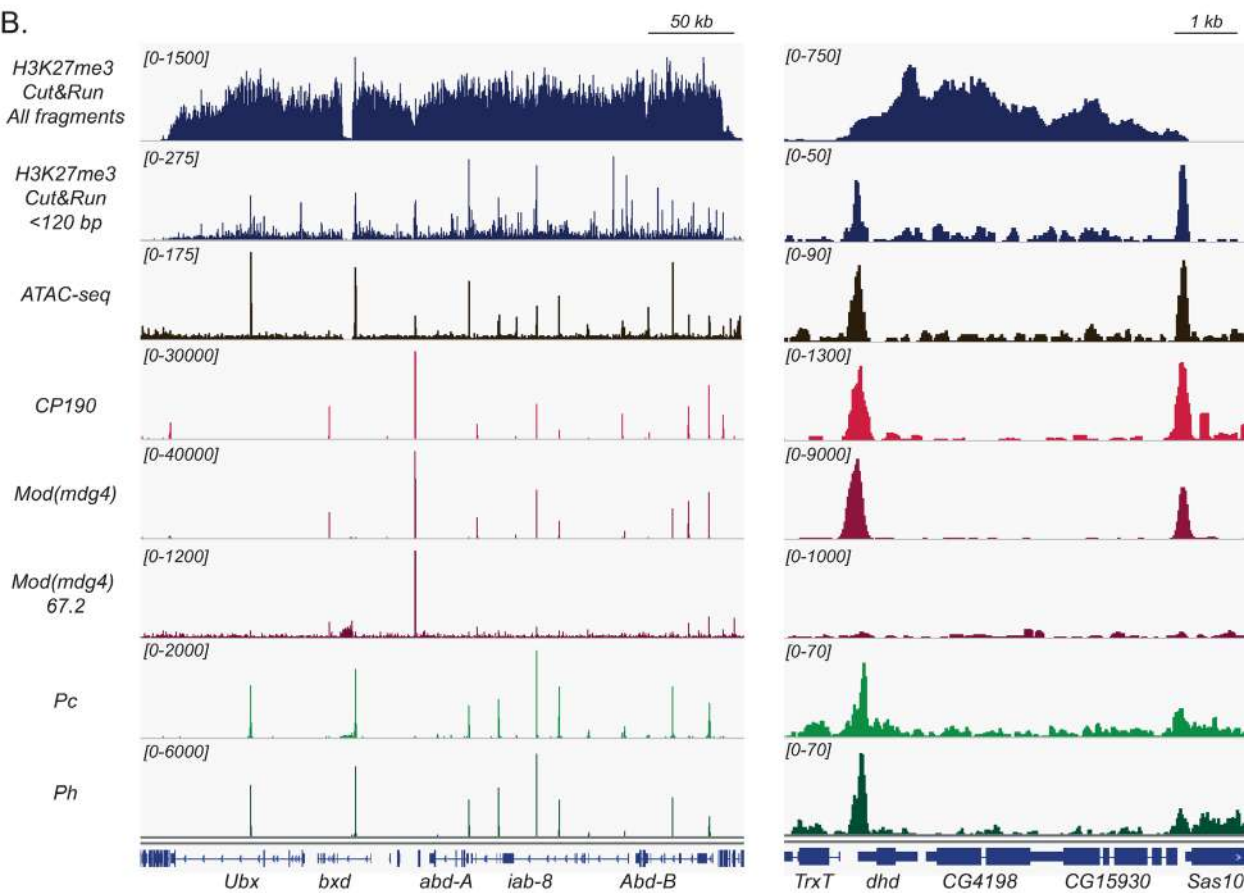 B.
50 kb
1 kb
H3K27me3
Cut&Run
All fragments
[0-1500]
[0-750]
H3K27me3
Cut&Run
<120 bp
[0-275]
[0-50]
ATAC-seq
[0-175]
[0-90]
CP190
[0-30000]
[0-1300]
Mod(mdg4)
[0-40000]
[0-9000]
Mod(mdg4)
67.2
[0-1200]
[0-1000]
Pc
[0-2000]
[0-70]
Ph
[0-6000]
[0-70]
Ubx bxd abd-A iab-8 Abd-B
TrxT dhd CG4198 CG15930 Sas10